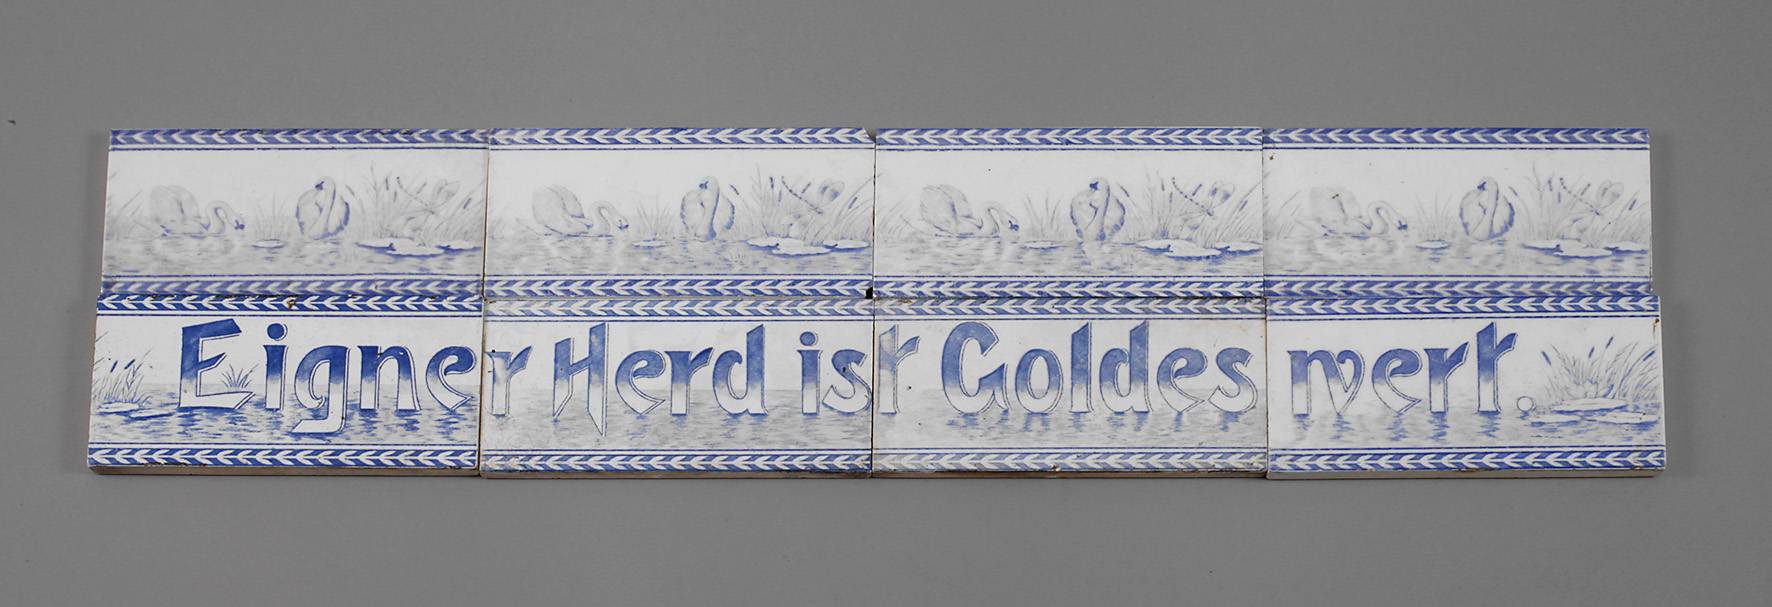 Eigner Herd ist Goldes wert.